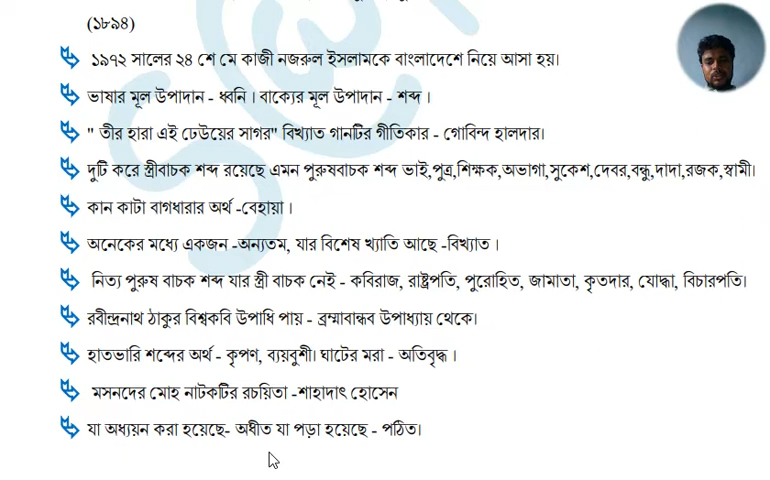 (১৮৯৪)
১৯৭২ সালের ২৪ শে মে কাজী নজরুল ইসলামকে বাংলাদেশে নিয়ে আসা হয়।
ভাষার মূল উপাদান - ধ্বনি। বাক্যের মূল উপাদান - শব্দ।
" তীর হারা এই ঢেউয়ের সাগর" বিখ্যাত গানটির গীতিকার - গোবিন্দ হালদার।
দুটি করে স্ত্রীবাচক শব্দ রয়েছে এমন পুরুষবাচক শব্দ ভাই,পুত্র,শিক্ষক,অভাগা,সুকেশ,দেবর,বন্ধু,দাদা,রজক,স্বামী।
কান কাটা বাগধারার অর্থ -বেহায়া।
অনেকের মধ্যে একজন -অন্যতম, যার বিশেষ খ্যাতি আছে -বিখ্যাত।
নিত্য পুরুষ বাচক শব্দ যার স্ত্রী বাচক নেই - কবিরাজ, রাষ্ট্রপতি, পুরোহিত, জামাতা, কৃতদার, যোদ্ধা, বিচারপতি।
রবীন্দ্রনাথ ঠাকুর বিশ্বকবি উপাধি পায় - ব্রম্মাবান্ধব উপাধ্যায় থেকে।
হাতভারি শব্দের অর্থ - কৃপণ, ব্যয়বুশী। ঘাটের মরা - অতিবৃদ্ধ।
মসনদের মোহ নাটকটির রচয়িতা -শাহাদাৎ হোসেন
যা অধ্যয়ন করা হয়েছে- অধীত যা পড়া হয়েছে - পঠিত।